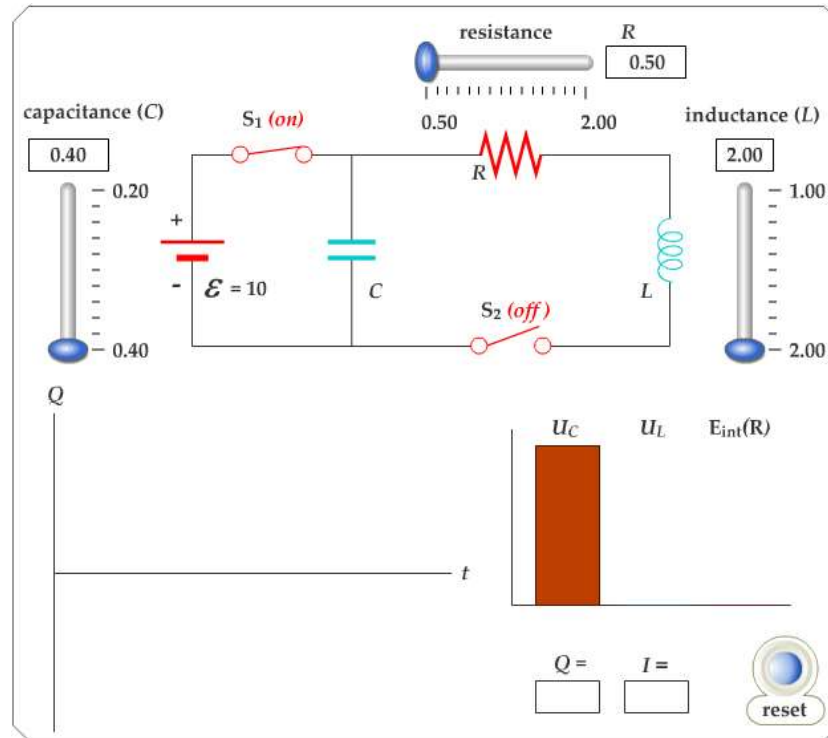 resistance R
0.50
0.50 2.00
capacitance (C)
0.40
0.20
0.40
S1 (on)
R
inductance (L)
2.00
1.00
2.00
+
-
ℰ = 10
C
L
S2 (off)
Q
t
UC UL Eint(R)
Q = I =
reset